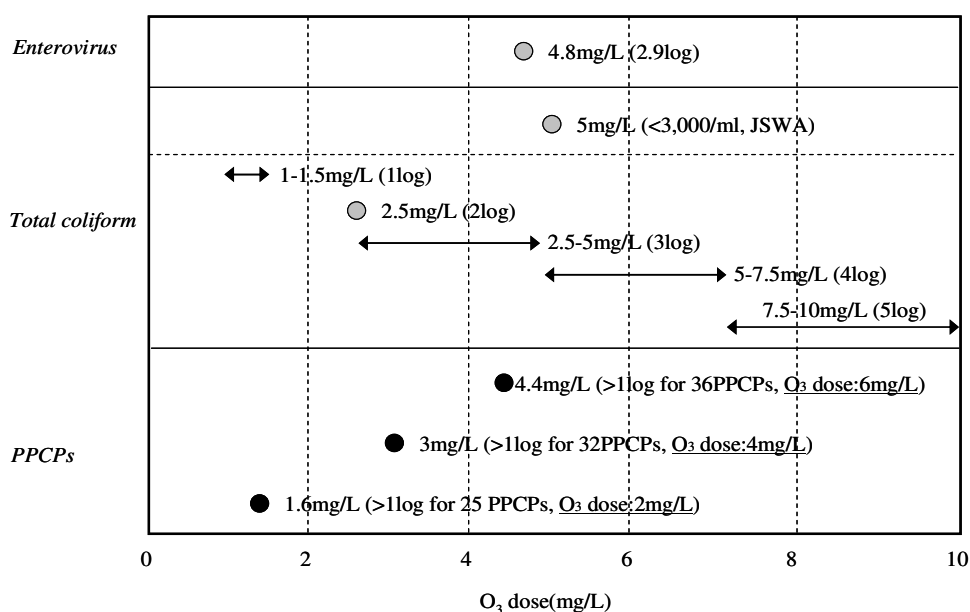 Enterovirus
4.8mg/L (2.9log)
5mg/L (<3,000/ml, JSWA)
1-1.5mg/L (1log)
Total coliform
2.5mg/L (2log)
2.5-5mg/L (3log)
5-7.5mg/L (4log)
7.5-10mg/L (5log)
4.4mg/L (>1log for 36PPCPs, O₃ dose:6mg/L)
PPCPs
3mg/L (>1log for 32PPCPs, O₃ dose:4mg/L)
1.6mg/L (>1log for 25 PPCPs, O₃ dose:2mg/L)
0 2 4 6 8 10
O₃ dose(mg/L)